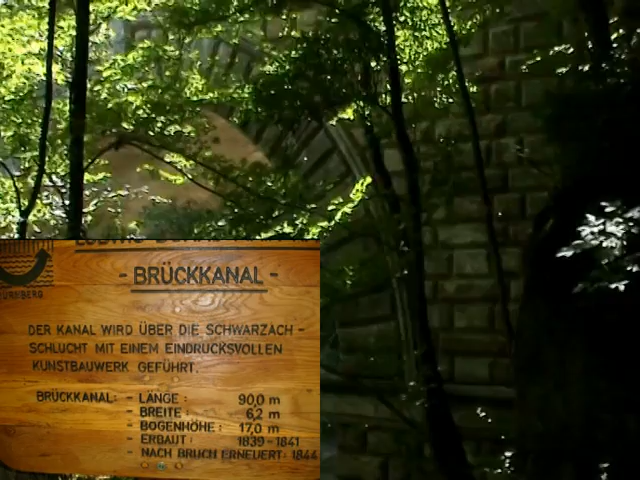 - BRÜCKKANAL -
DER KANAL WIRD ÜBER DIE SCHWARZACH -
SCHLUCHT MIT EINEM EINDRUCKSVOLLEN
KUNSTBAUWERK GEFÜHRT.
BRÜCKKANAL: - LÄNGE : 90,0 m
- BREITE : 6,2 m
- BOGENHÖHE : 17,0 m
- ERBAUT : 1839-1841
- NACH BRUCH ERNEUERT: 1844